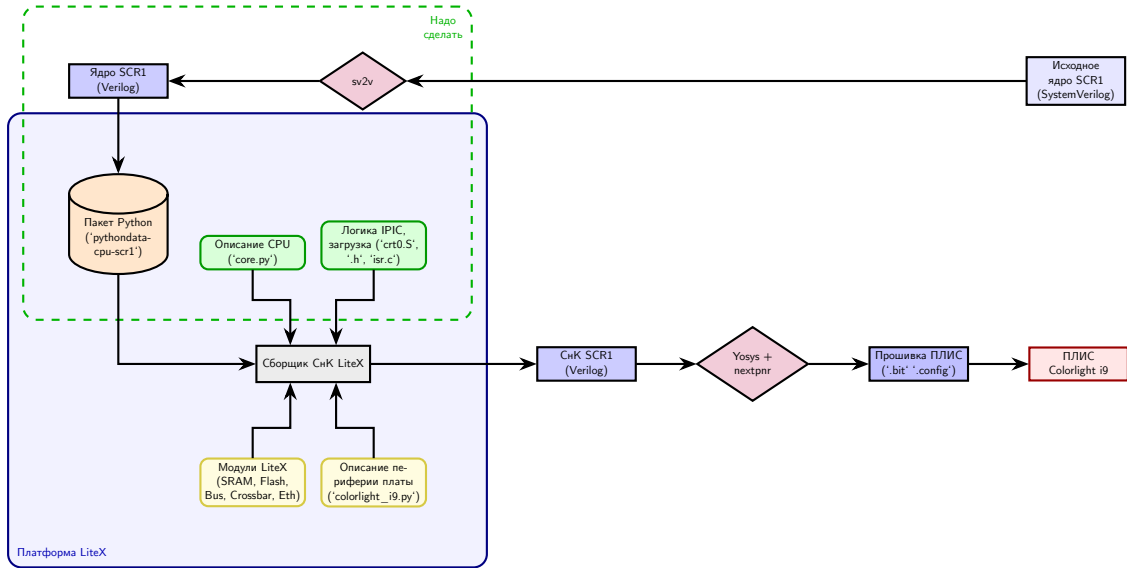 Надо
сделать
Ядро SCR1
(Verilog)
sv2v
Исходное
ядро SCR1
(SystemVerilog)
Пакет Python
(‘pythondata-
cpu-scr1‘)
Описание CPU
(‘core.py‘)
Логика IPIC,
загрузка (‘crt0.S‘,
‘.h‘, ‘isr.c‘)
Сборщик СнК LiteX
СнК SCR1
(Verilog)
Yosys +
nextpnr
Прошивка ПЛИС
(‘.bit‘ ‘.config‘)
ПЛИС
Colorlight i9
Модули LiteX
(SRAM, Flash,
Bus, Crossbar, Eth)
Описание пе-
риферии платы
(‘colorlight_i9.py‘)
Платформа LiteX